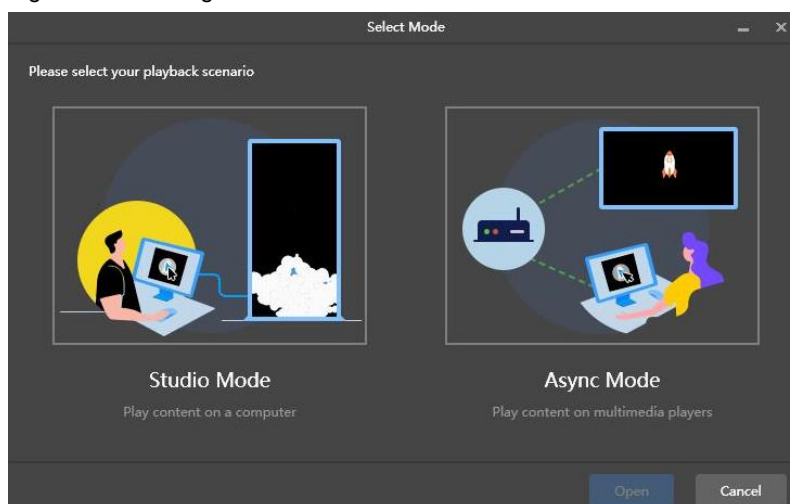 Select Mode
Please select your playback scenario
Studio Mode
Async Mode
Play content on a computer
Play content on multimedia players
Open
Cancel